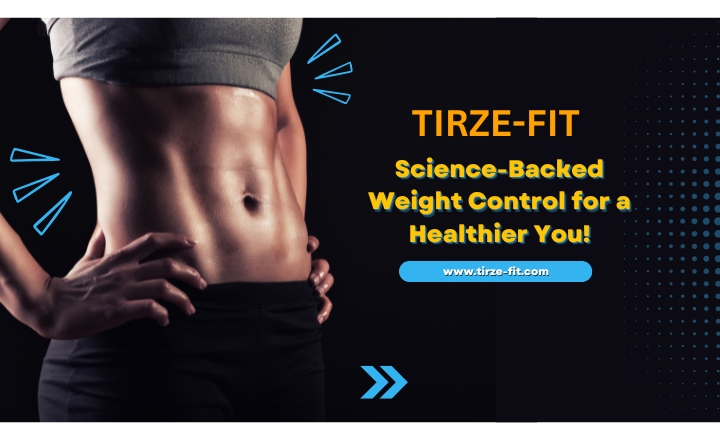 TIRZE-FIT
Science-Backed
Weight Control for a
Healthier You!
www.tirze-fit.com